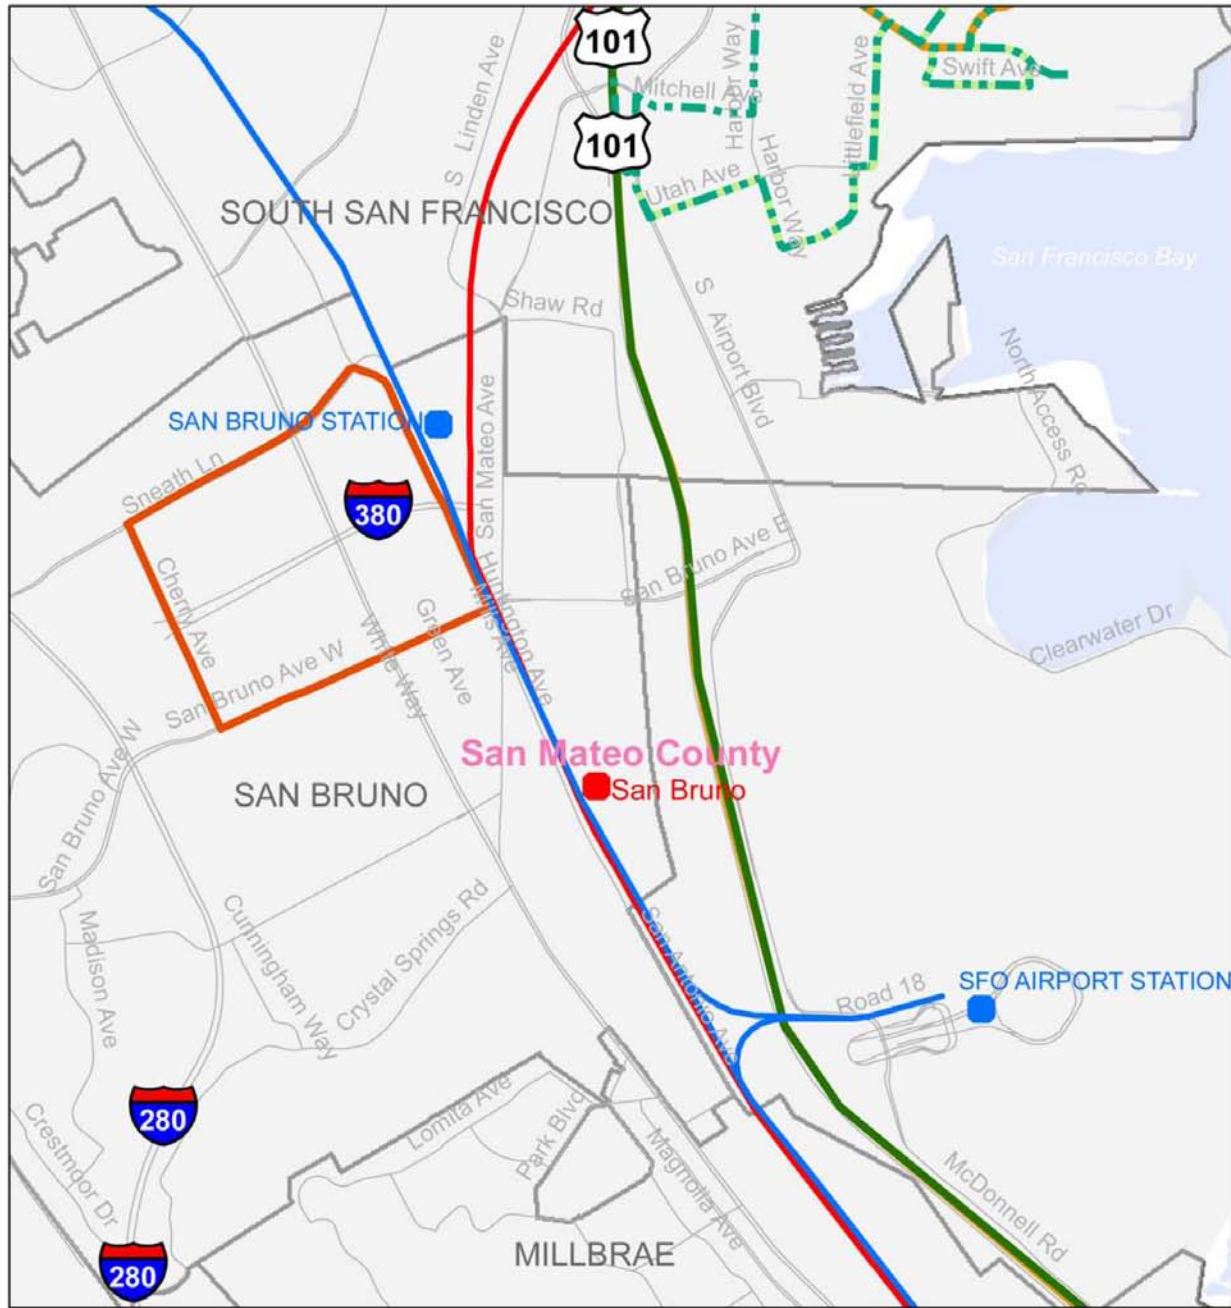 101
Harbor Way
Swift Ave
Mitchell Ave
Littlefield Ave
S Linden Ave
101
Harbor Way
Utah Ave
SOUTH SAN FRANCISCO
San Francisco Bay
Shaw Rd
S Airport Blvd
North Access Rd
San Mateo Ave
SAN BRUNO STATION
Sneath Ln
380
San Bruno Ave E
Cherry Ave
Huntington Ave
Mills Ave
Green Ave
White Way
Clearwater Dr
San Bruno Ave W
San Bruno Ave W
San Mateo County
San Bruno
SAN BRUNO
Madison Ave
Cunningham Way
Crystal Springs Rd
San Antonio Ave
Road 18
SFO AIRPORT STATION
280
Crestmoor Dr
Lomita Ave
Park Blvd
Magnolia Ave
McDonnell Rd
MILLBRAE
280